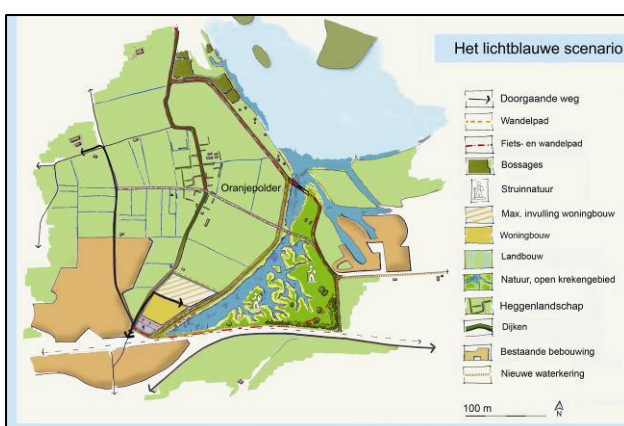 Het lichtblauwe scenario
Doorgaande weg
Wandelpad
Fiets- en wandelpad
Bossages
Struinnatuur
Max. invulling woningbouw
Woningbouw
Landbouw
Natuur, open krekengebied
Heggenlandschap
Dijken
Bestaande bebouwing
Nieuwe waterkering
100 m
N
Oranjepolder